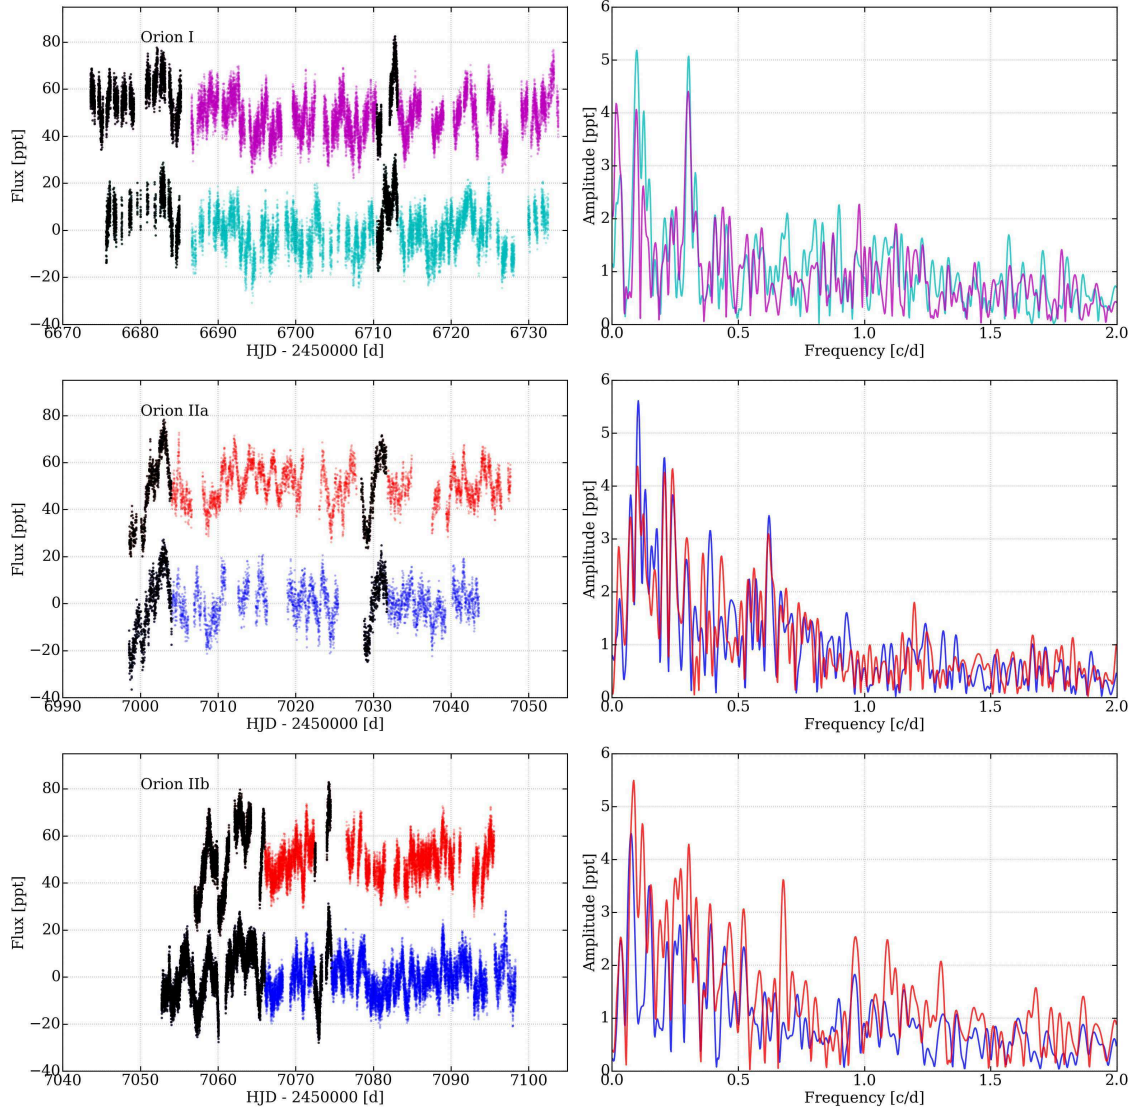 Orion I
Flux [ppt]
80
60
40
20
0
−20
−40
6670 6680 6690 6700 6710 6720 6730
HJD - 2450000 [d]
Amplitude [ppt]
6
5
4
3
2
1
0
0.0 0.5 1.0 1.5 2.0
Frequency [c/d]
Orion IIa
Flux [ppt]
80
60
40
20
0
−20
−40
6990 7000 7010 7020 7030 7040 7050
HJD - 2450000 [d]
Amplitude [ppt]
6
5
4
3
2
1
0
0.0 0.5 1.0 1.5 2.0
Frequency [c/d]
Orion IIb
Flux [ppt]
80
60
40
20
0
−20
−40
7040 7050 7060 7070 7080 7090 7100
HJD - 2450000 [d]
Amplitude [ppt]
6
5
4
3
2
1
0
0.0 0.5 1.0 1.5 2.0
Frequency [c/d]